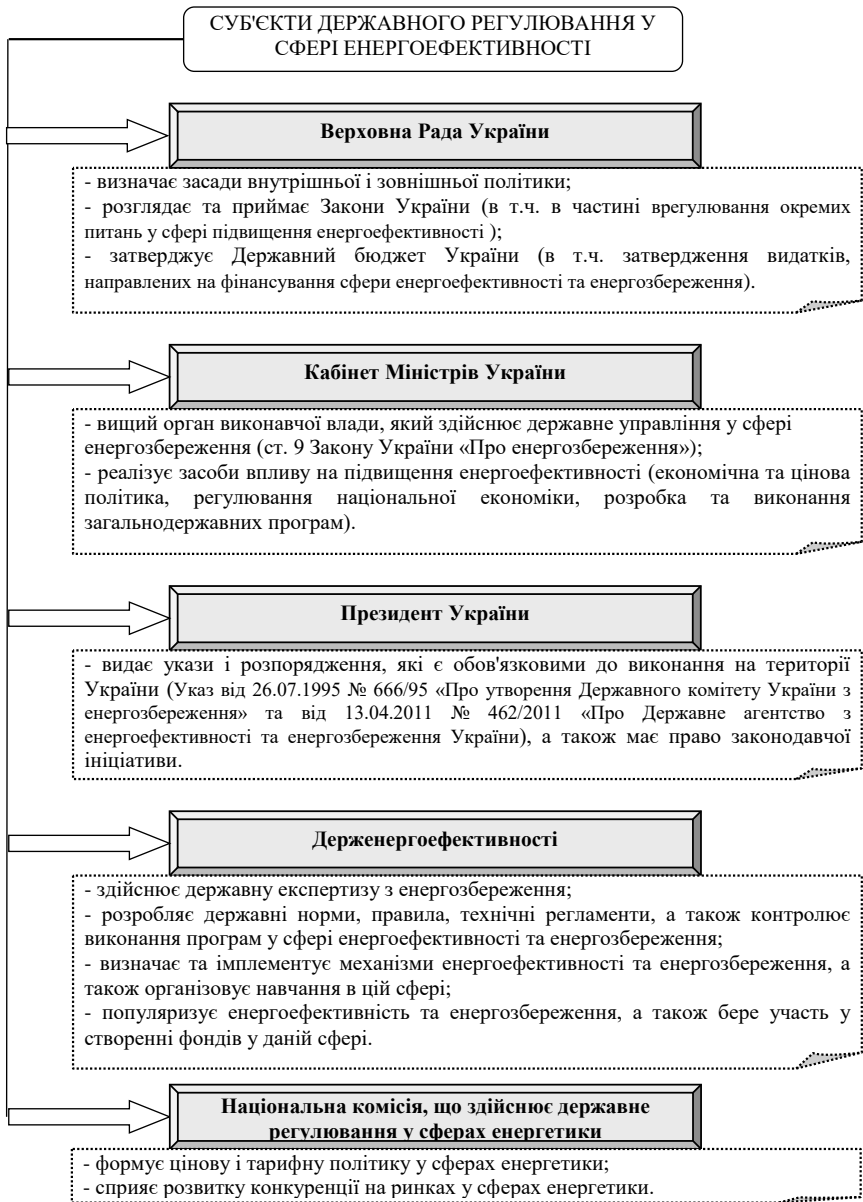 СУБ'ЄКТИ ДЕРЖАВНОГО РЕГУЛЮВАННЯ У
СФЕРІ ЕНЕРГОЕФЕКТИВНОСТІ
Верховна Рада України
- визначає засади внутрішньої і зовнішньої політики;
- розглядає та приймає Закони України (в т.ч. в частині врегулювання окремих
питань у сфері підвищення енергоефективності );
- затверджує Державний бюджет України (в т.ч. затвердження видатків,
направлених на фінансування сфери енергоефективності та енергозбереження).
Кабінет Міністрів України
- вищий орган виконавчої влади, який здійснює державне управління у сфері
енергозбереження (ст. 9 Закону України «Про енергозбереження»);
- реалізує засоби впливу на підвищення енергоефективності (економічна та цінова
політика, регулювання національної економіки, розробка та виконання
загальнодержавних програм).
Президент України
- видає укази і розпорядження, які є обов'язковими до виконання на території
України (Указ від 26.07.1995 № 666/95 «Про утворення Державного комітету України з
енергозбереження» та від 13.04.2011 № 462/2011 «Про Державне агентство з
енергоефективності та енергозбереження України), а також має право законодавчої
ініціативи.
Держенергоефективності
- здійснює державну експертизу з енергозбереження;
- розробляє державні норми, правила, технічні регламенти, а також контролює
виконання програм у сфері енергоефективності та енергозбереження;
- визначає та імплементує механізми енергоефективності та енергозбереження, а
також організовує навчання в цій сфері;
- популяризує енергоефективність та енергозбереження, а також бере участь у
створенні фондів у даній сфері.
Національна комісія, що здійснює державне
регулювання у сферах енергетики
- формує цінову і тарифну політику у сферах енергетики;
- сприяє розвитку конкуренції на ринках у сферах енергетики.